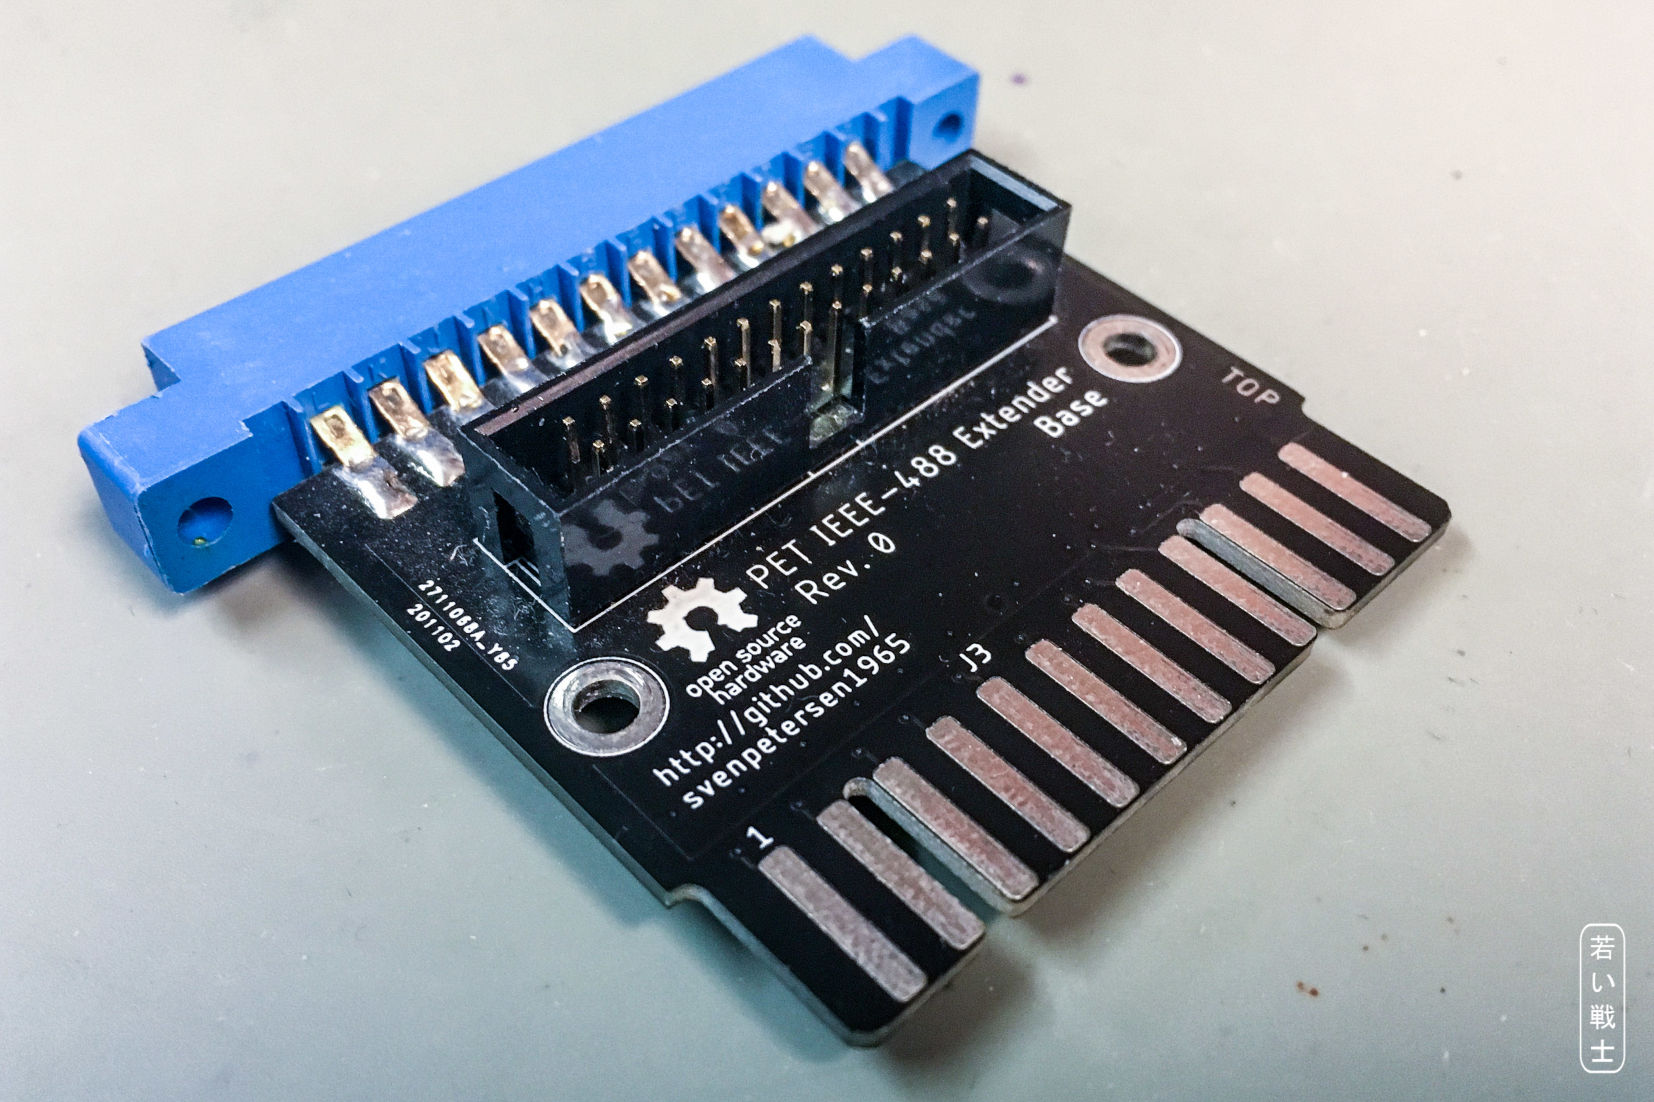 TOP
PET IEEE-488 Extender
Base
Rev.0
open source
hardware
http://github.com/
svenpetersen1965
J3
1
2711068A_Y85
201102
若い戦士